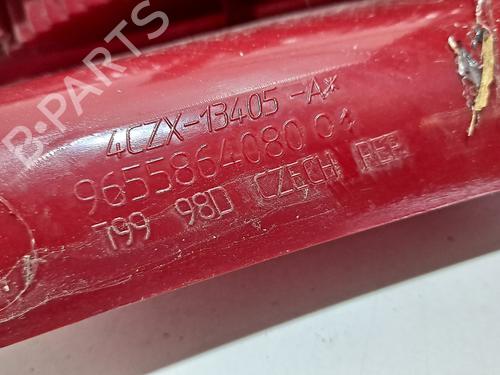 B-PARTS
4CZX-13405-A*
9655864080 04
T99 98D CZECH REP